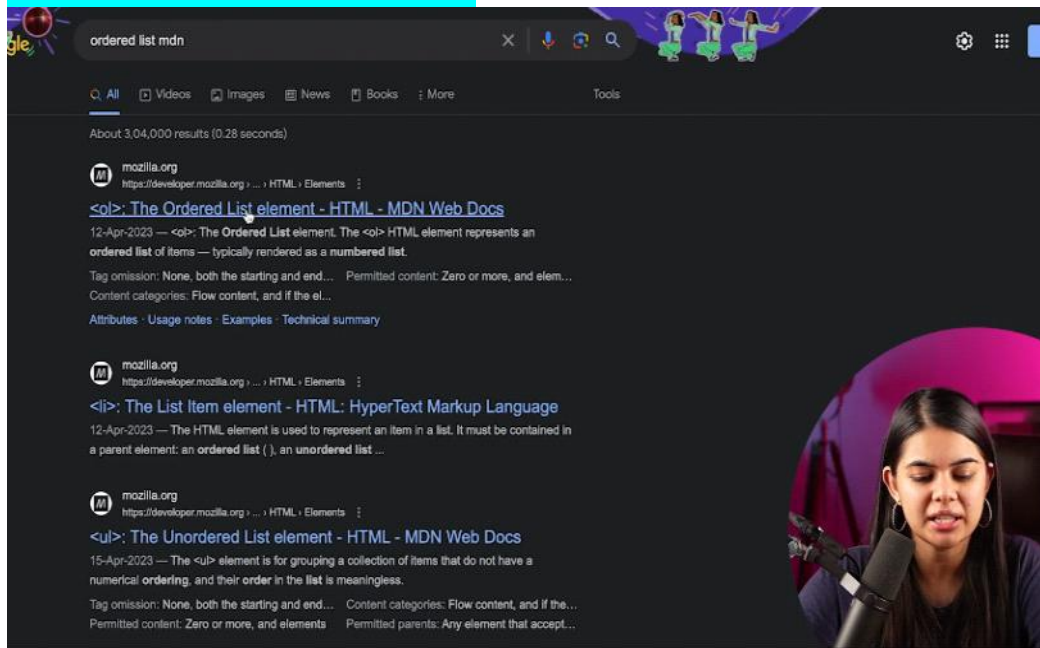 gle
ordered list mdn
All Videos Images News Books More Tools
About 3,04,000 results (0.28 seconds)
mozilla.org
https://developer.mozilla.org › ... › HTML › Elements
<ol>: The Ordered List element - HTML - MDN Web Docs
12-Apr-2023 — <ol>: The Ordered List element. The <ol> HTML element represents an
ordered list of items — typically rendered as a numbered list.
Tag omission: None, both the starting and end... Permitted content: Zero or more, and elem...
Content categories: Flow content, and if the el...
Attributes · Usage notes · Examples · Technical summary
mozilla.org
https://developer.mozilla.org › ... › HTML › Elements
<li>: The List Item element - HTML: HyperText Markup Language
12-Apr-2023 — The HTML element is used to represent an item in a list. It must be contained in
a parent element: an ordered list ( ), an unordered list ...
mozilla.org
https://developer.mozilla.org › ... › HTML › Elements
<ul>: The Unordered List element - HTML - MDN Web Docs
15-Apr-2023 — The <ul> element is for grouping a collection of items that do not have a
numerical ordering, and their order in the list is meaningless.
Tag omission: None, both the starting and end... Content categories: Flow content, and if the...
Permitted content: Zero or more, and elements Permitted parents: Any element that accept...